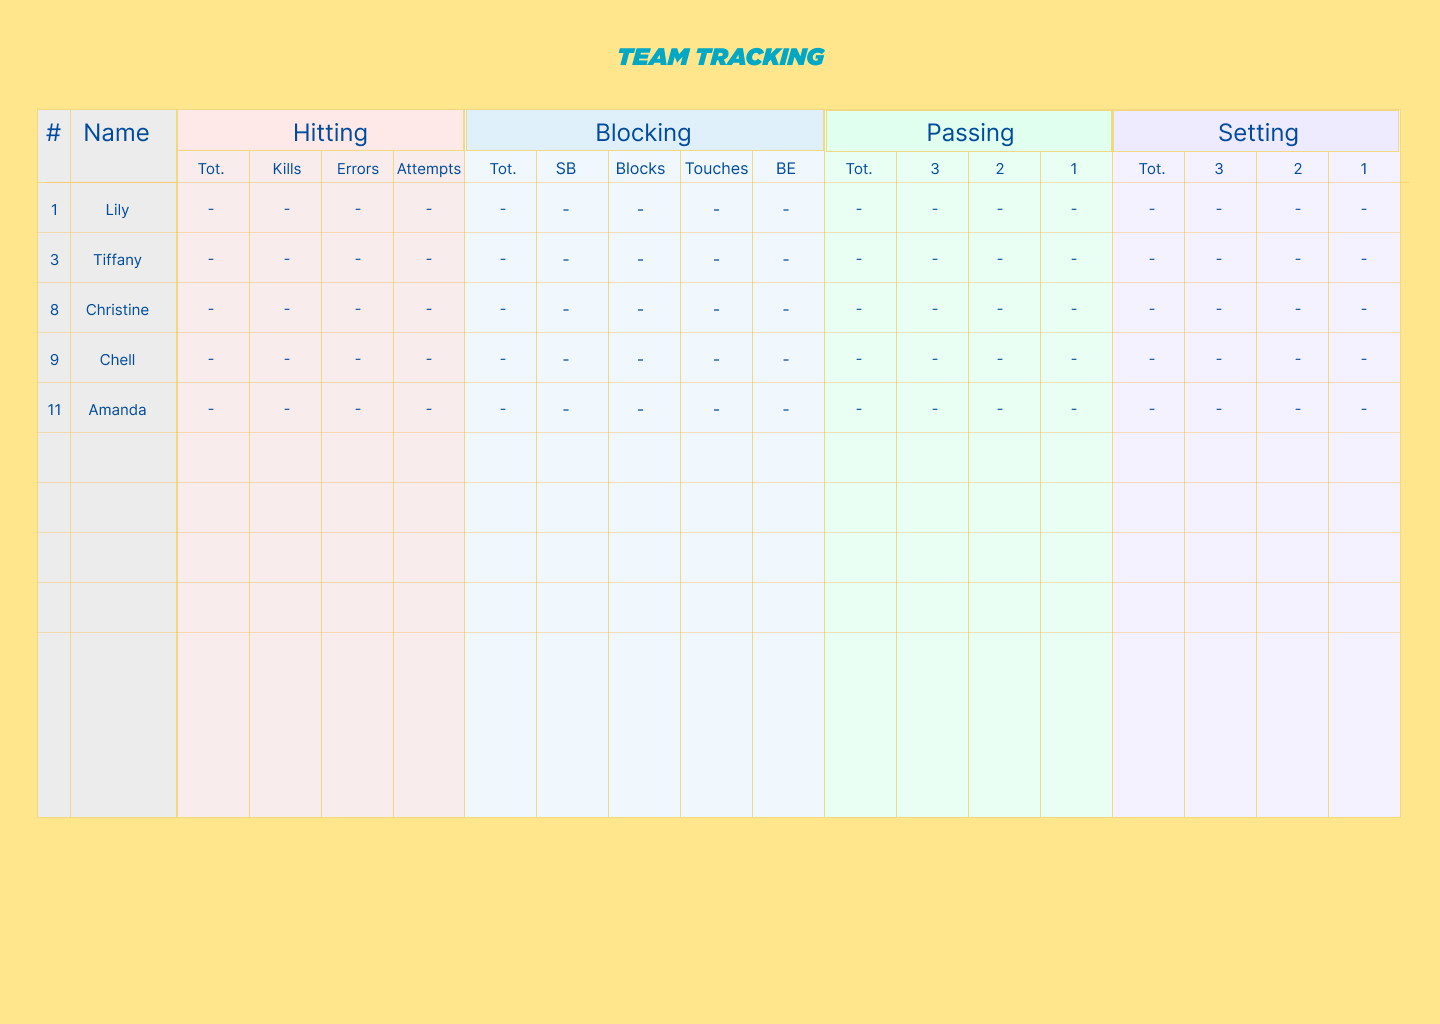 TEAM TRACKING
# Name Hitting Blocking Passing Setting
Tot. Kills Errors Attempts Tot. SB Blocks Touches BE Tot. 3 2 1 Tot. 3 2 1
1 Lily - - - - - - - - - - - - - - - - -
3 Tiffany - - - - - - - - - - - - - - - - -
8 Christine - - - - - - - - - - - - - - - - -
9 Chell - - - - - - - - - - - - - - - - -
11 Amanda - - - - - - - - - - - - - - - - -